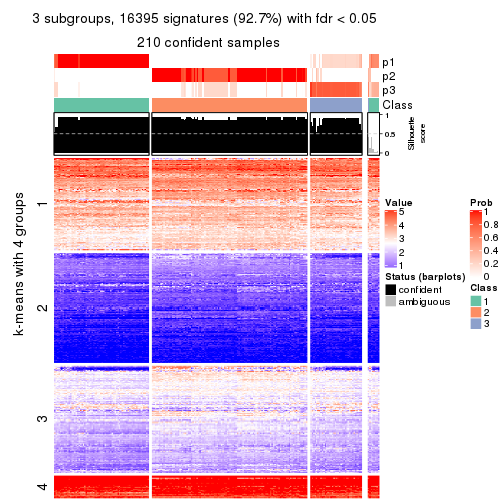 3 subgroups, 16395 signatures (92.7%) with fdr < 0.05
210 confident samples
p1
p2
p3
Class
1
0.5
0
Silhouette
score
k-means with 4 groups
1
2
3
4
Value
5
4
3
2
1
Status (barplots)
confident
ambiguous
Prob
1
0.8
0.6
0.4
0.2
0
Class
1
2
3